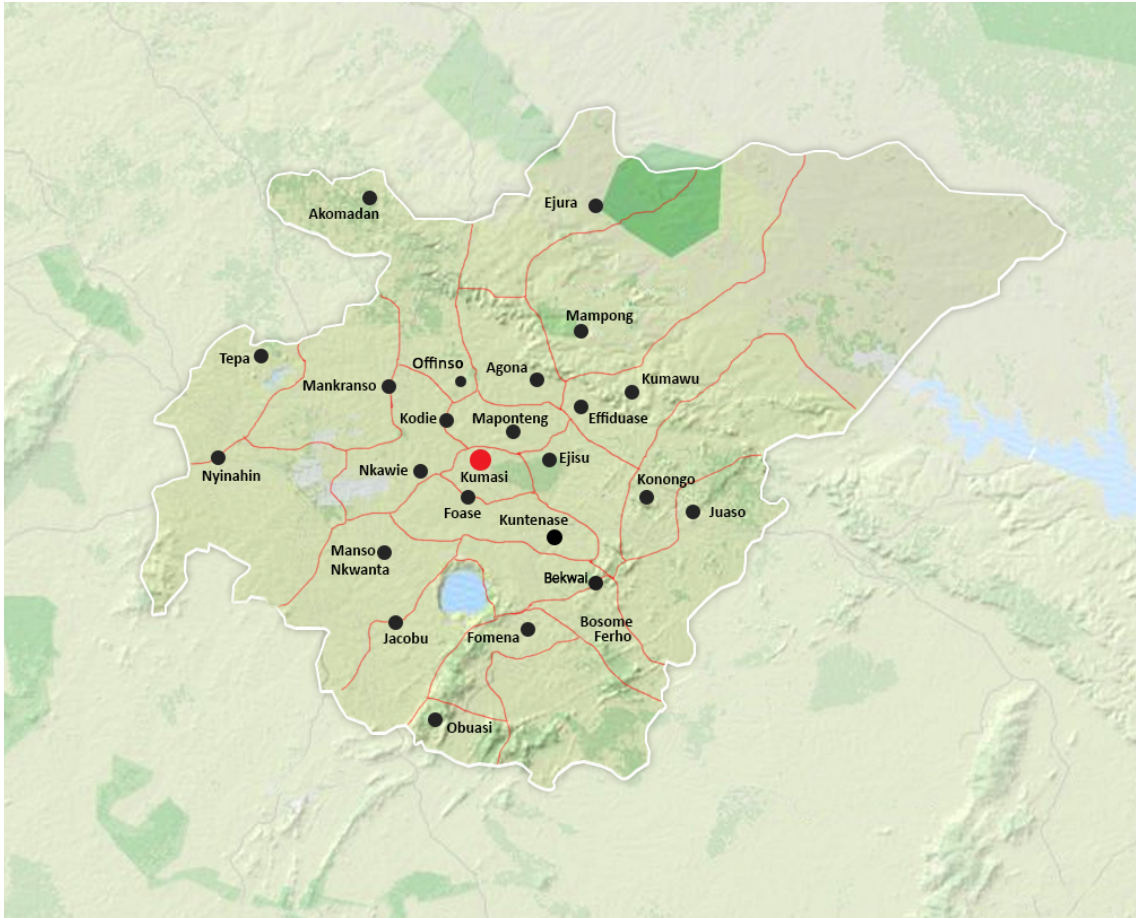 Akomadan
Ejura
Mampong
Tepa
Offinso
Agona
Mankranso
Kumawu
Kodie
Maponteng
Effiduase
Nyinahin
Nkawie
Kumasi
Ejisu
Konongo
Foase
Juaso
Kuntenase
Manso
Nkwanta
Bekwai
Jacobu
Fomena
Bosome
Ferho
Obuasi